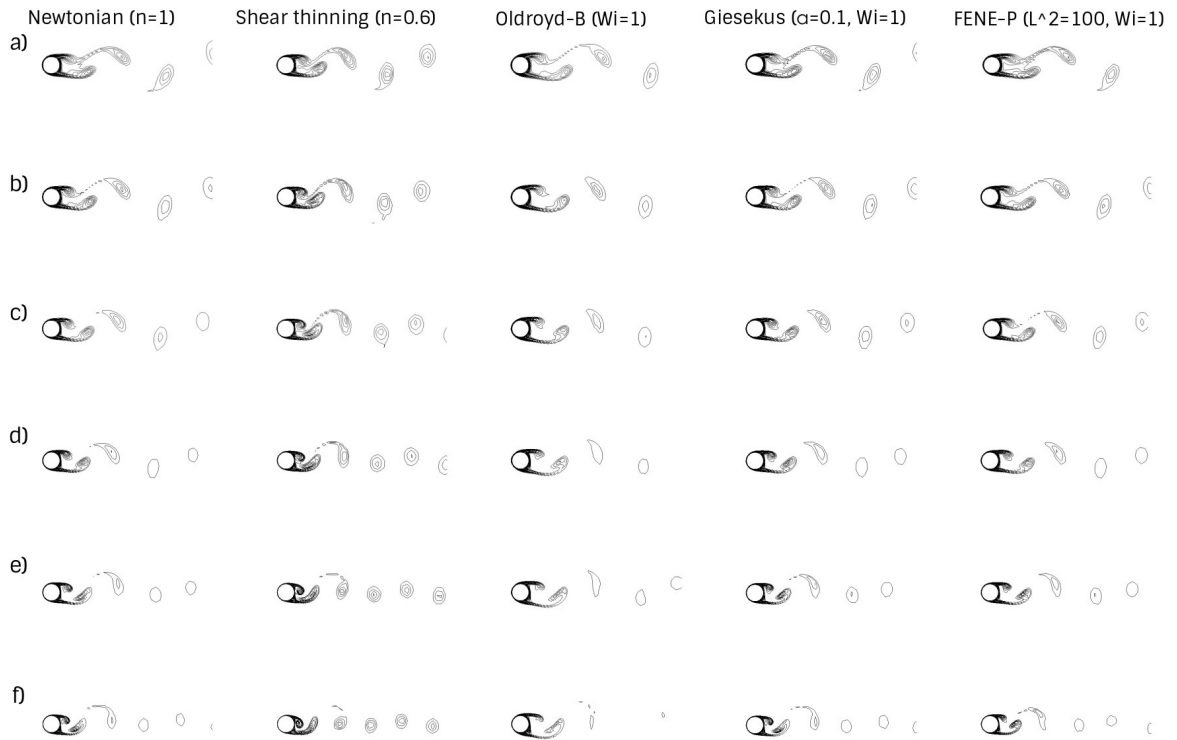 Newtonian (n=1) Shear thinning (n=0.6) Oldroyd-B (Wi=1) Giesekus (α=0.1, Wi=1) FENE-P (L^2=100, Wi=1)
a)
b)
c)
d)
e)
f)